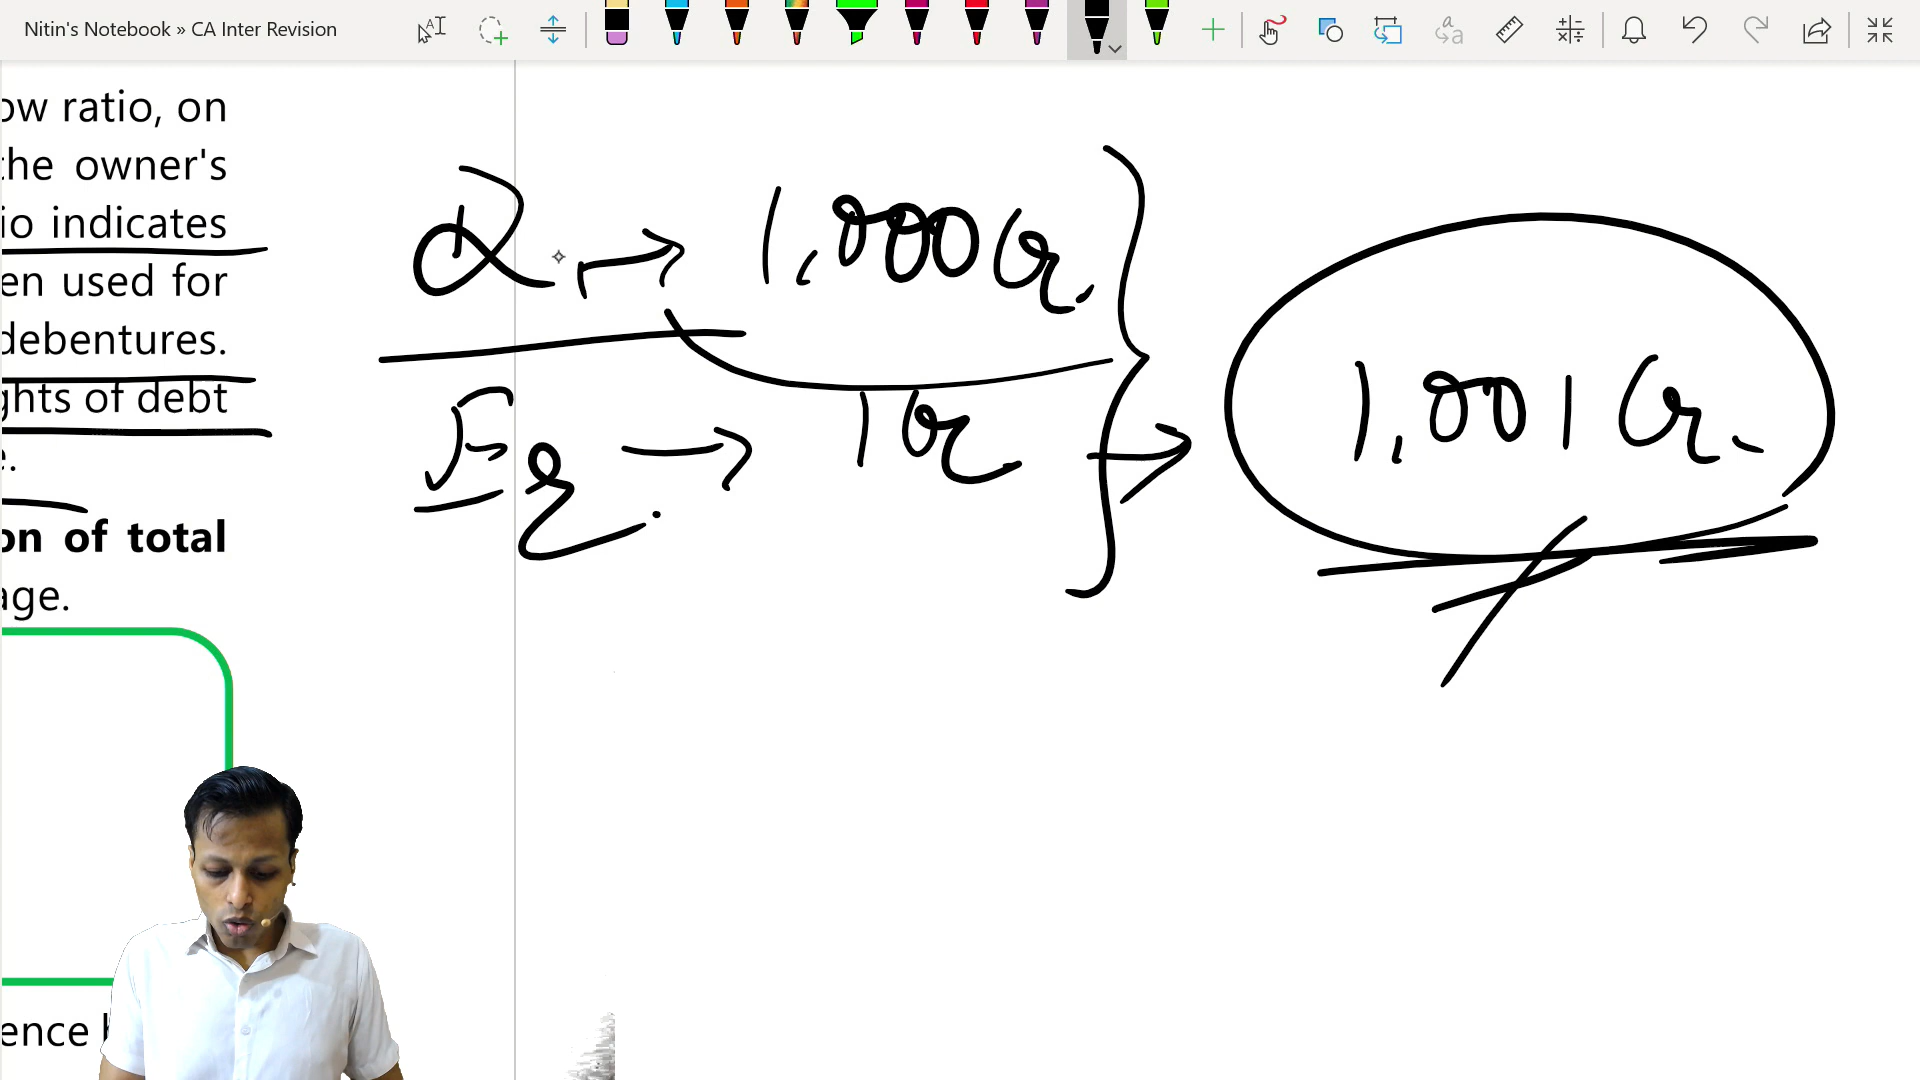 Nitin's Notebook » CA Inter Revision
ow ratio, on
the owner's
io indicates
en used for
debentures.
ghts of debt
e.
on of total
age.
ence
D → 1,000 Cr.
Eq. → 1 Cr
→ 1,001 Cr.